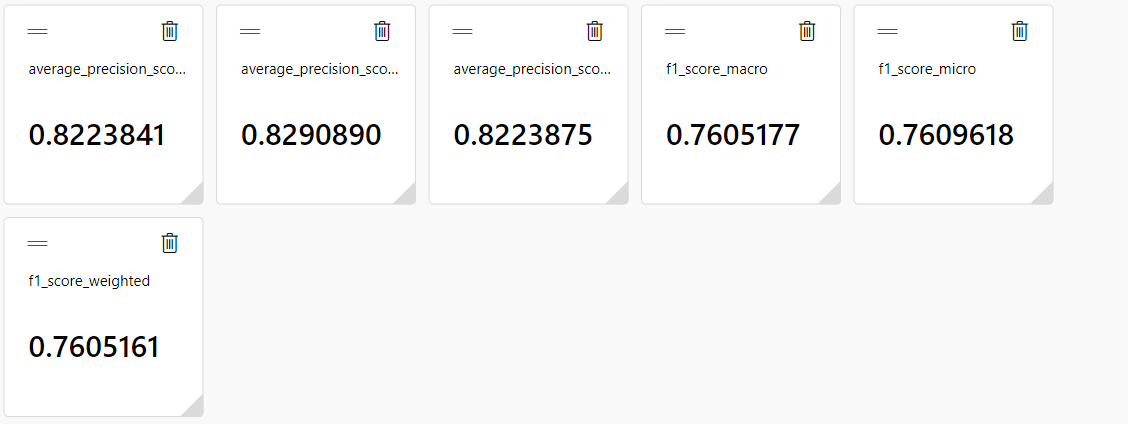 average_precision_sco...
0.8223841
average_precision_sco...
0.8290890
average_precision_sco...
0.8223875
f1_score_macro
0.7605177
f1_score_micro
0.7609618
f1_score_weighted
0.7605161